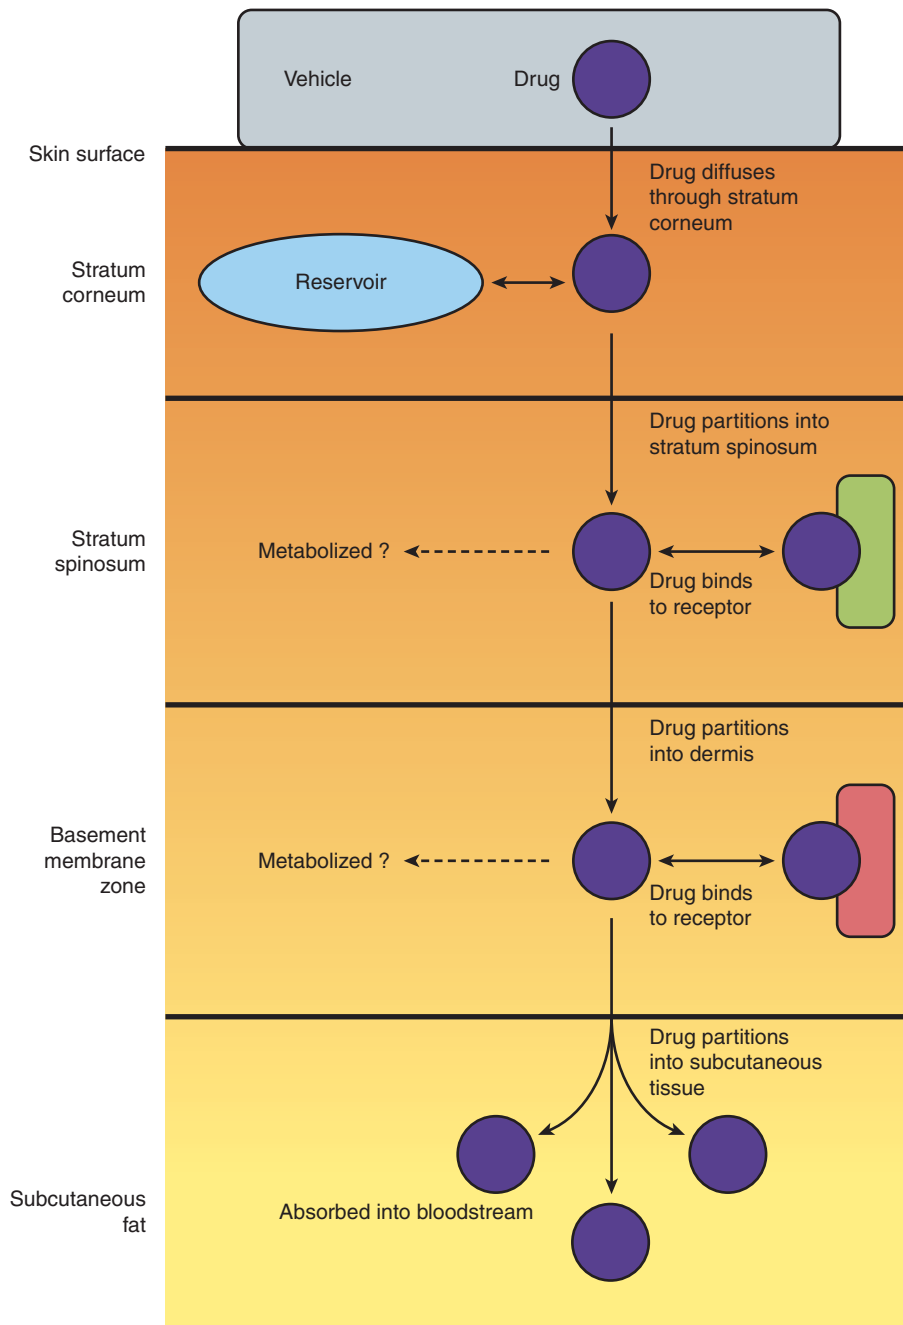 Vehicle
Drug
Skin surface
Drug diffuses
through stratum
corneum
Stratum
corneum
Reservoir
Drug partitions into
stratum spinosum
Stratum
spinosum
Metabolized ?
Drug binds
to receptor
Drug partitions
into dermis
Basement
membrane
zone
Metabolized ?
Drug binds
to receptor
Drug partitions
into subcutaneous
tissue
Subcutaneous
fat
Absorbed into bloodstream